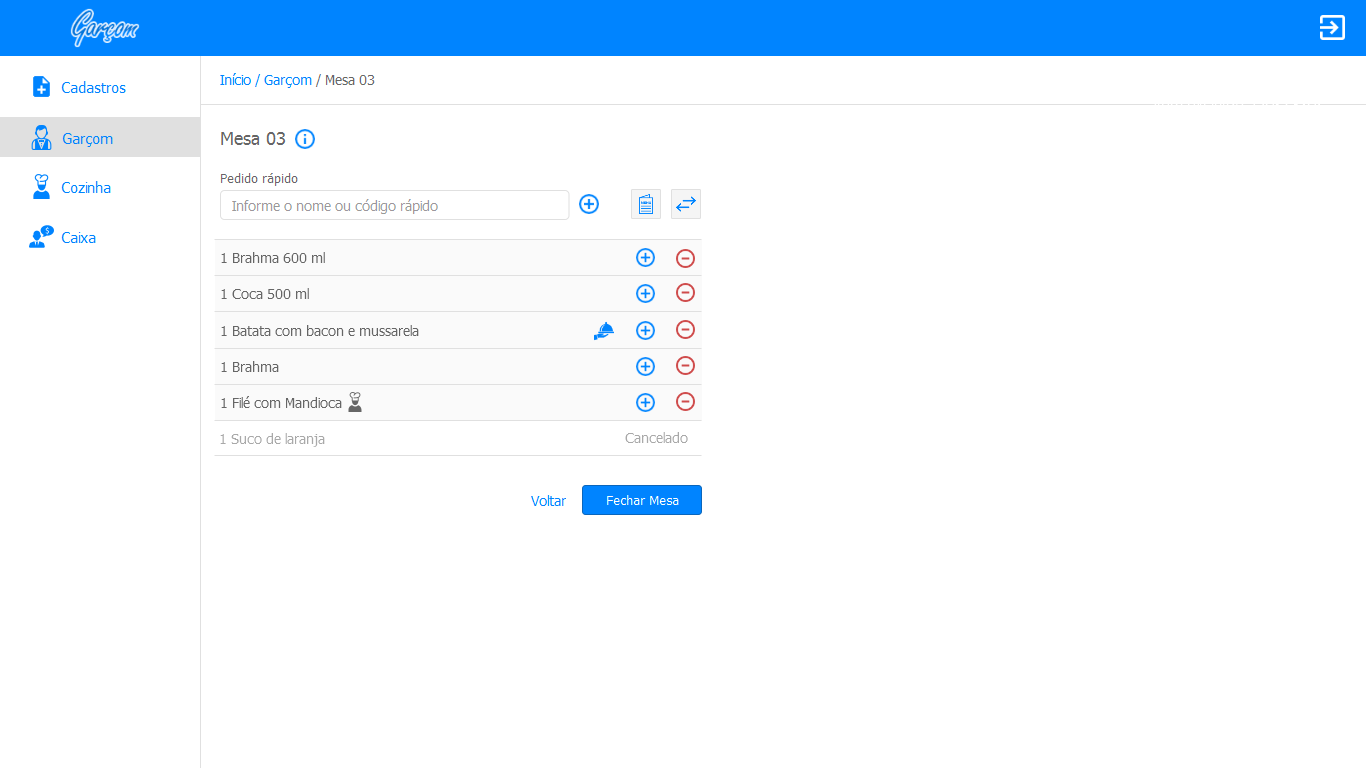 Garçom
Cadastros
Garçom
Cozinha
Caixa
Início / Garçom / Mesa 03
Mesa 03
Pedido rápido
Informe o nome ou código rápido
1 Brahma 600 ml
1 Coca 500 ml
1 Batata com bacon e mussarela
1 Brahma
1 Filé com Mandioca
1 Suco de laranja Cancelado
Voltar Fechar Mesa